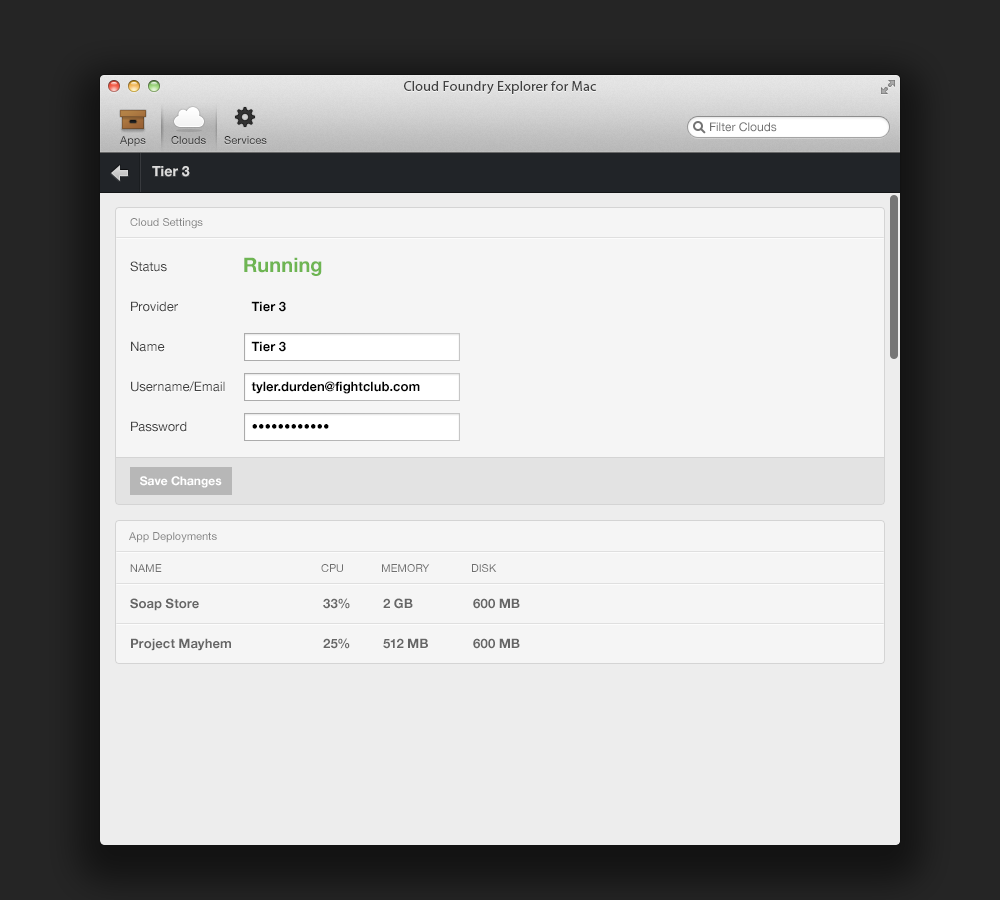 Cloud Foundry Explorer for Mac
Apps Clouds Services
Filter Clouds
Tier 3
Cloud Settings
Status Running
Provider Tier 3
Name Tier 3
Username/Email tyler.durden@fightclub.com
Password ••••••••••••
Save Changes
App Deployments
NAME CPU MEMORY DISK
Soap Store 33% 2 GB 600 MB
Project Mayhem 25% 512 MB 600 MB